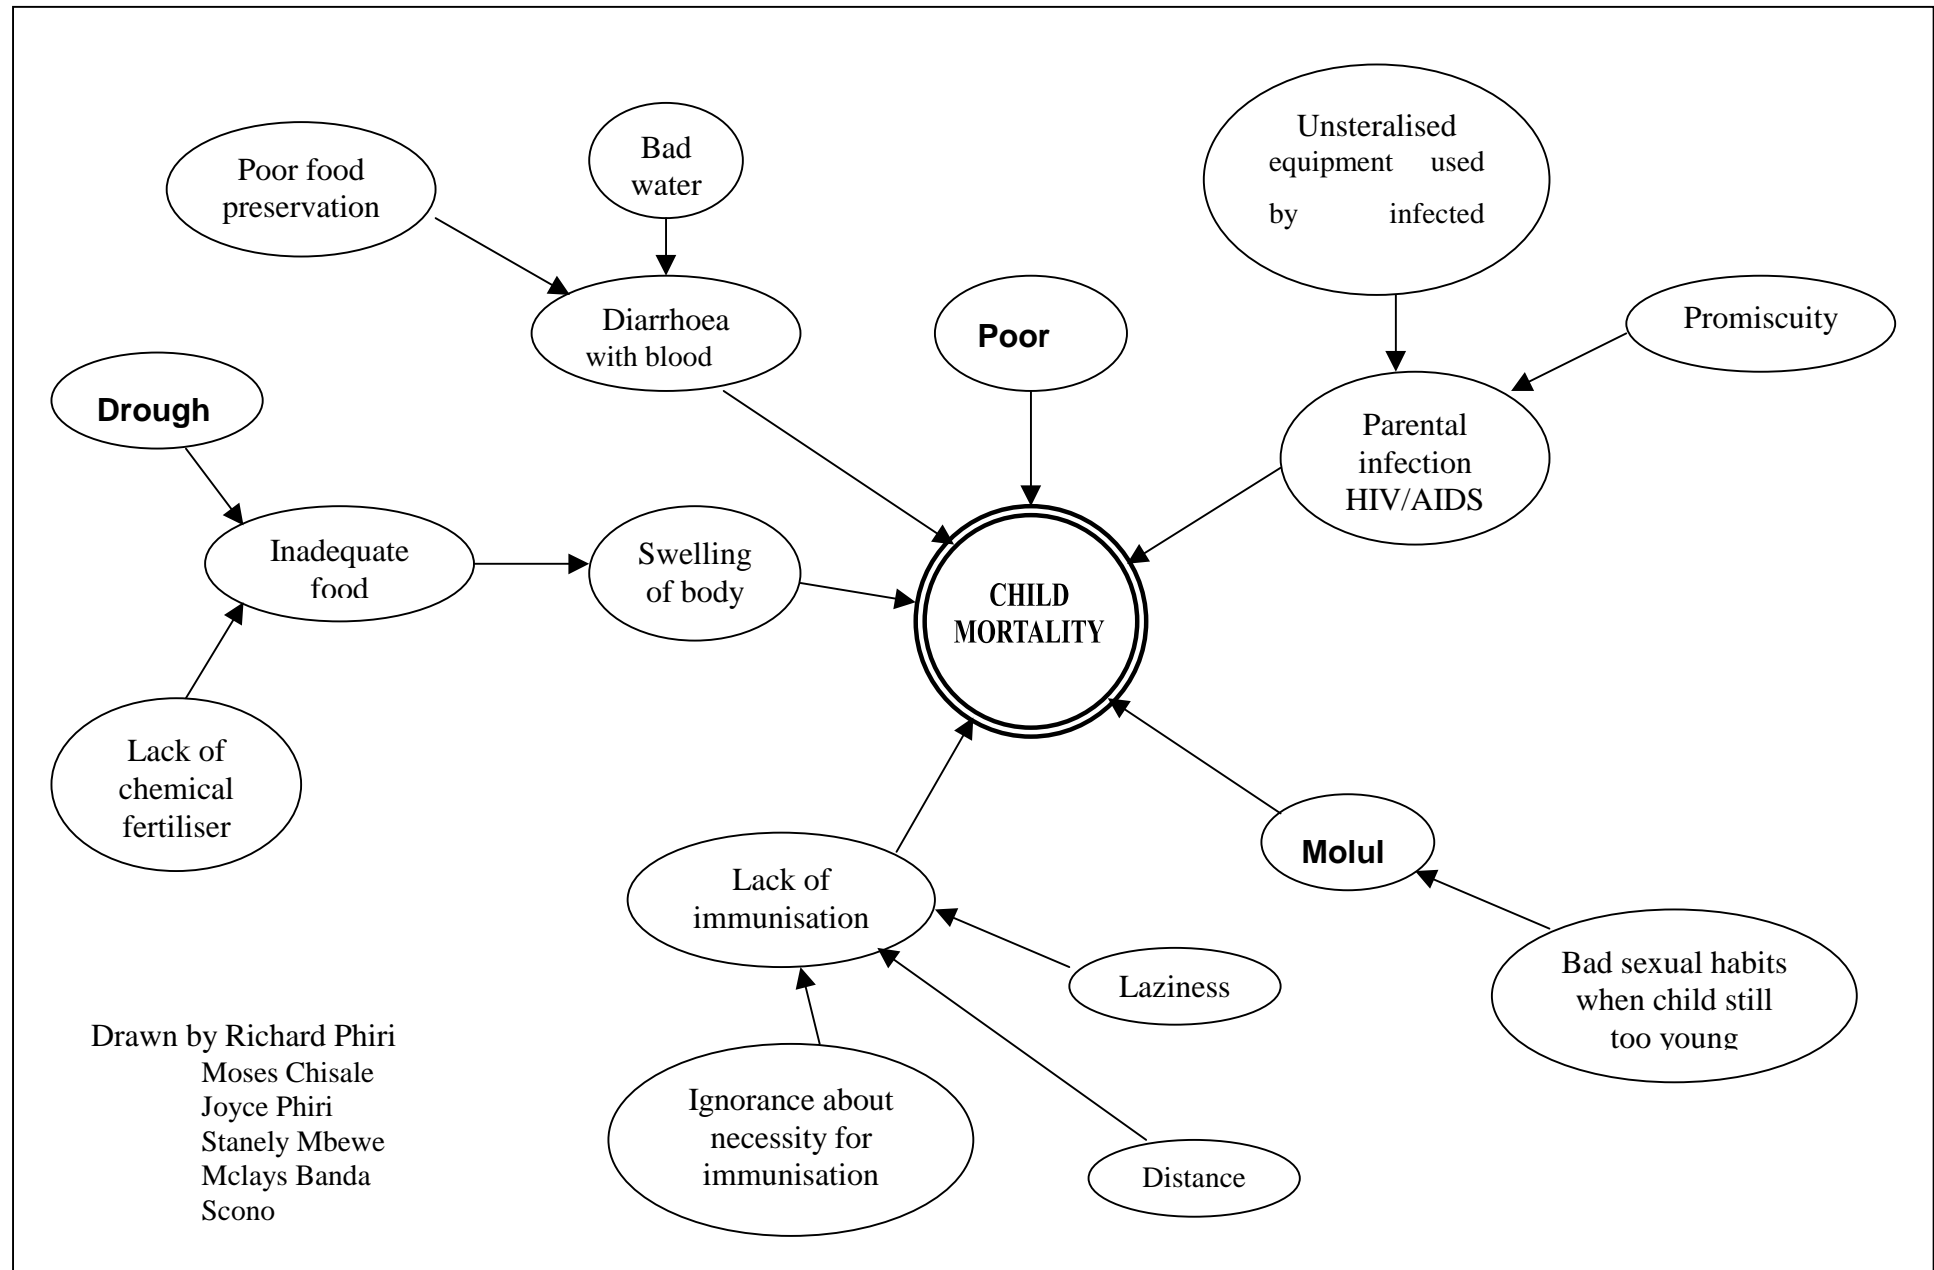 Unsteralised
equipment used
by infected
Bad
water
Poor food
preservation
Diarrhoea
with blood
Poor
Promiscuity
Drough
Parental
infection
HIV/AIDS
Inadequate
food
Swelling
of body
CHILD
MORTALITY
Lack of
chemical
fertiliser
Molul
Lack of
immunisation
Laziness
Bad sexual habits
when child still
too young
Ignorance about
necessity for
immunisation
Distance
Drawn by Richard Phiri
Moses Chisale
Joyce Phiri
Stanely Mbewe
Mclays Banda
Scono